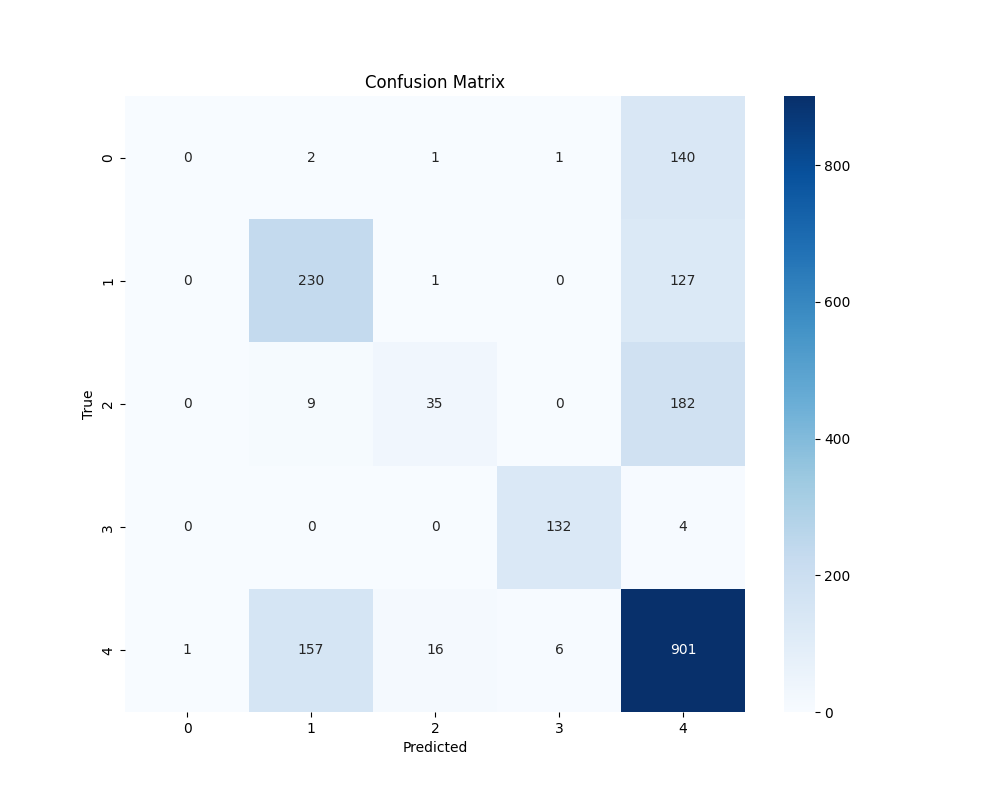 Confusion Matrix
0 0 2 1 1 140
1 0 230 1 0 127
2 0 9 35 0 182
3 0 0 0 132 4
4 1 157 16 6 901
0 1 2 3 4
Predicted
True
800
600
400
200
0